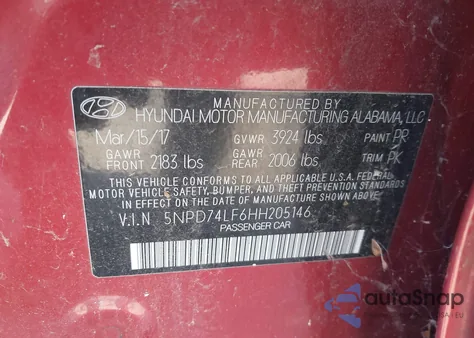 MANUFACTURED BY
HYUNDAI MOTOR MANUFACTURING ALABAMA, LLC
Mar/15/17 GVWR 3924 lbs PAINT PR
GAWR FRONT 2183 lbs GAWR REAR 2006 lbs. TRIM PK
THIS VEHICLE CONFORMS TO ALL APPLICABLE U.S.A. FEDERAL
MOTOR VEHICLE SAFETY, BUMPER, AND THEFT PREVENTION STANDARDS
IN EFFECT ON THE DATE OF MANUFACTURE SHOWN ABOVE.
V.I.N 5NPD74LF6HH205146
PASSENGER CAR
autoSnap